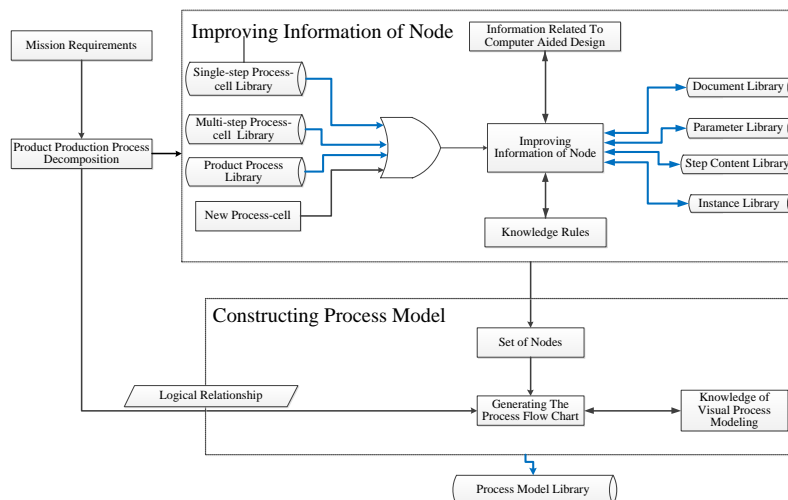 Mission Requirements
Product Production Process
Decomposition
Improving Information of Node
Single-step Process-
cell Library
Multi-step Process-
cell Library
Product Process
Library
New Process-cell
Information Related To
Computer Aided Design
Improving
Information of Node
Knowledge Rules
Document Library
Parameter Library
Step Content Library
Instance Library
Constructing Process Model
Set of Nodes
Logical Relationship
Generating The
Process Flow Chart
Knowledge of
Visual Process
Modeling
Process Model Library